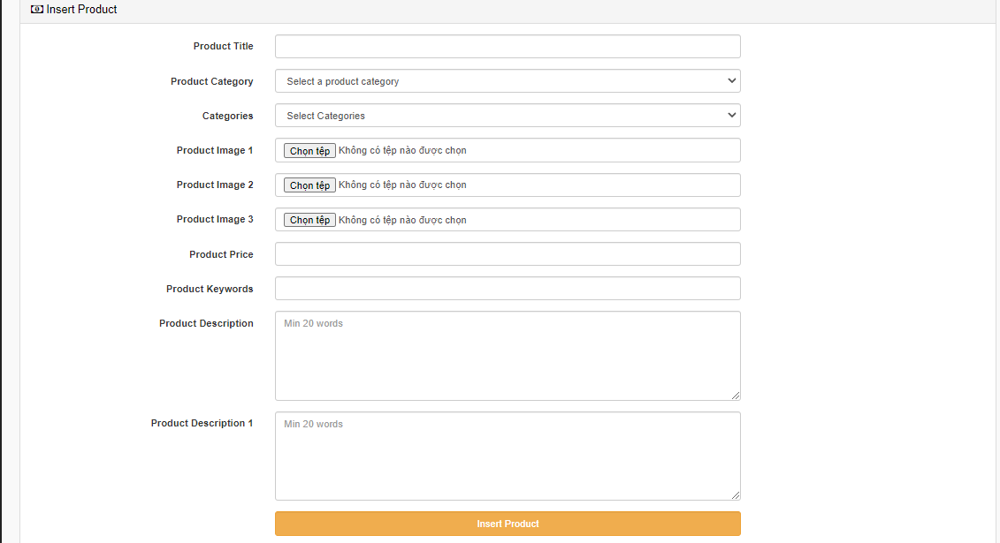 Insert Product
Product Title
Product Category Select a product category
Categories Select Categories
Product Image 1 Chọn tệp Không có tệp nào được chọn
Product Image 2 Chọn tệp Không có tệp nào được chọn
Product Image 3 Chọn tệp Không có tệp nào được chọn
Product Price
Product Keywords
Product Description Min 20 words
Product Description 1 Min 20 words
Insert Product